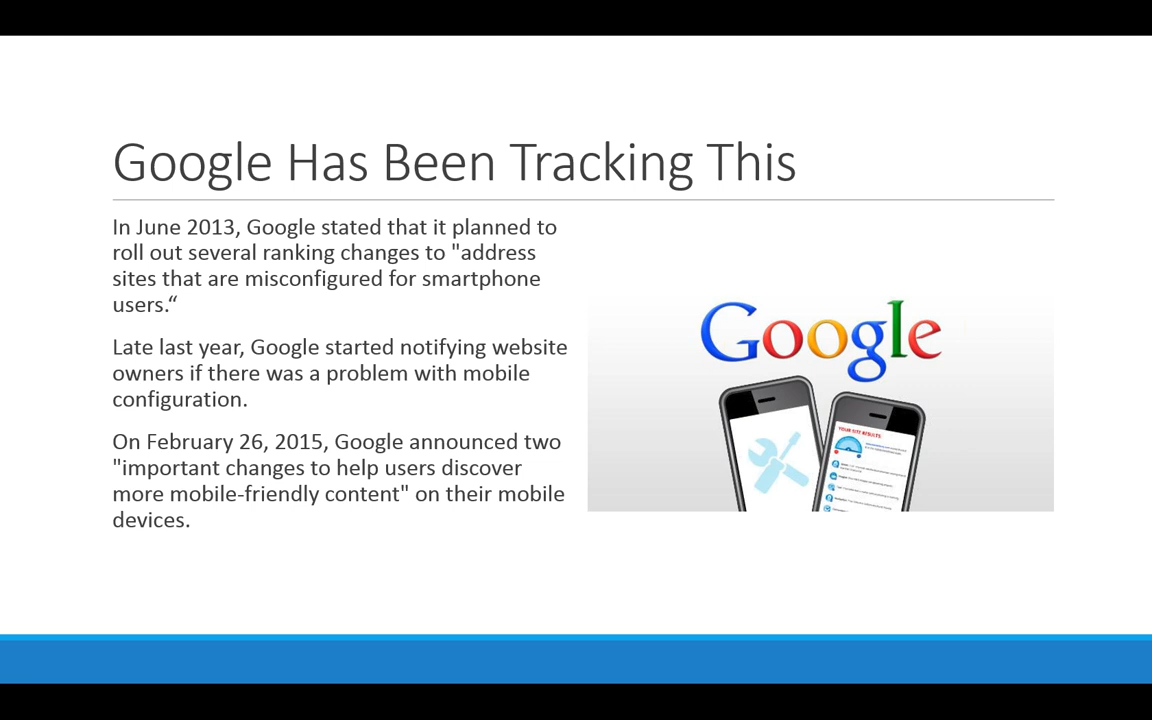 Google Has Been Tracking This
In June 2013, Google stated that it planned to
roll out several ranking changes to "address
sites that are misconfigured for smartphone
users.“
Late last year, Google started notifying website
owners if there was a problem with mobile
configuration.
On February 26, 2015, Google announced two
"important changes to help users discover
more mobile-friendly content" on their mobile
devices.
Google
YOUR SITE RESULTS